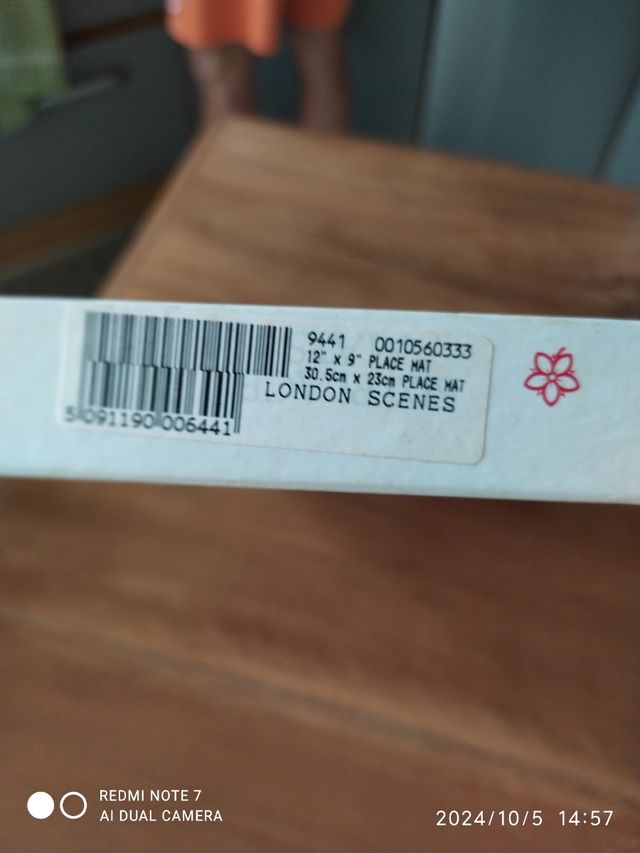 9441 0010560333
12" x 9" PLACE MAT
30.5cm x 23cm PLACE MAT
LONDON SCENES
5 091190 006441
REDMI NOTE 7
AI DUAL CAMERA
2024/10/5 14:57